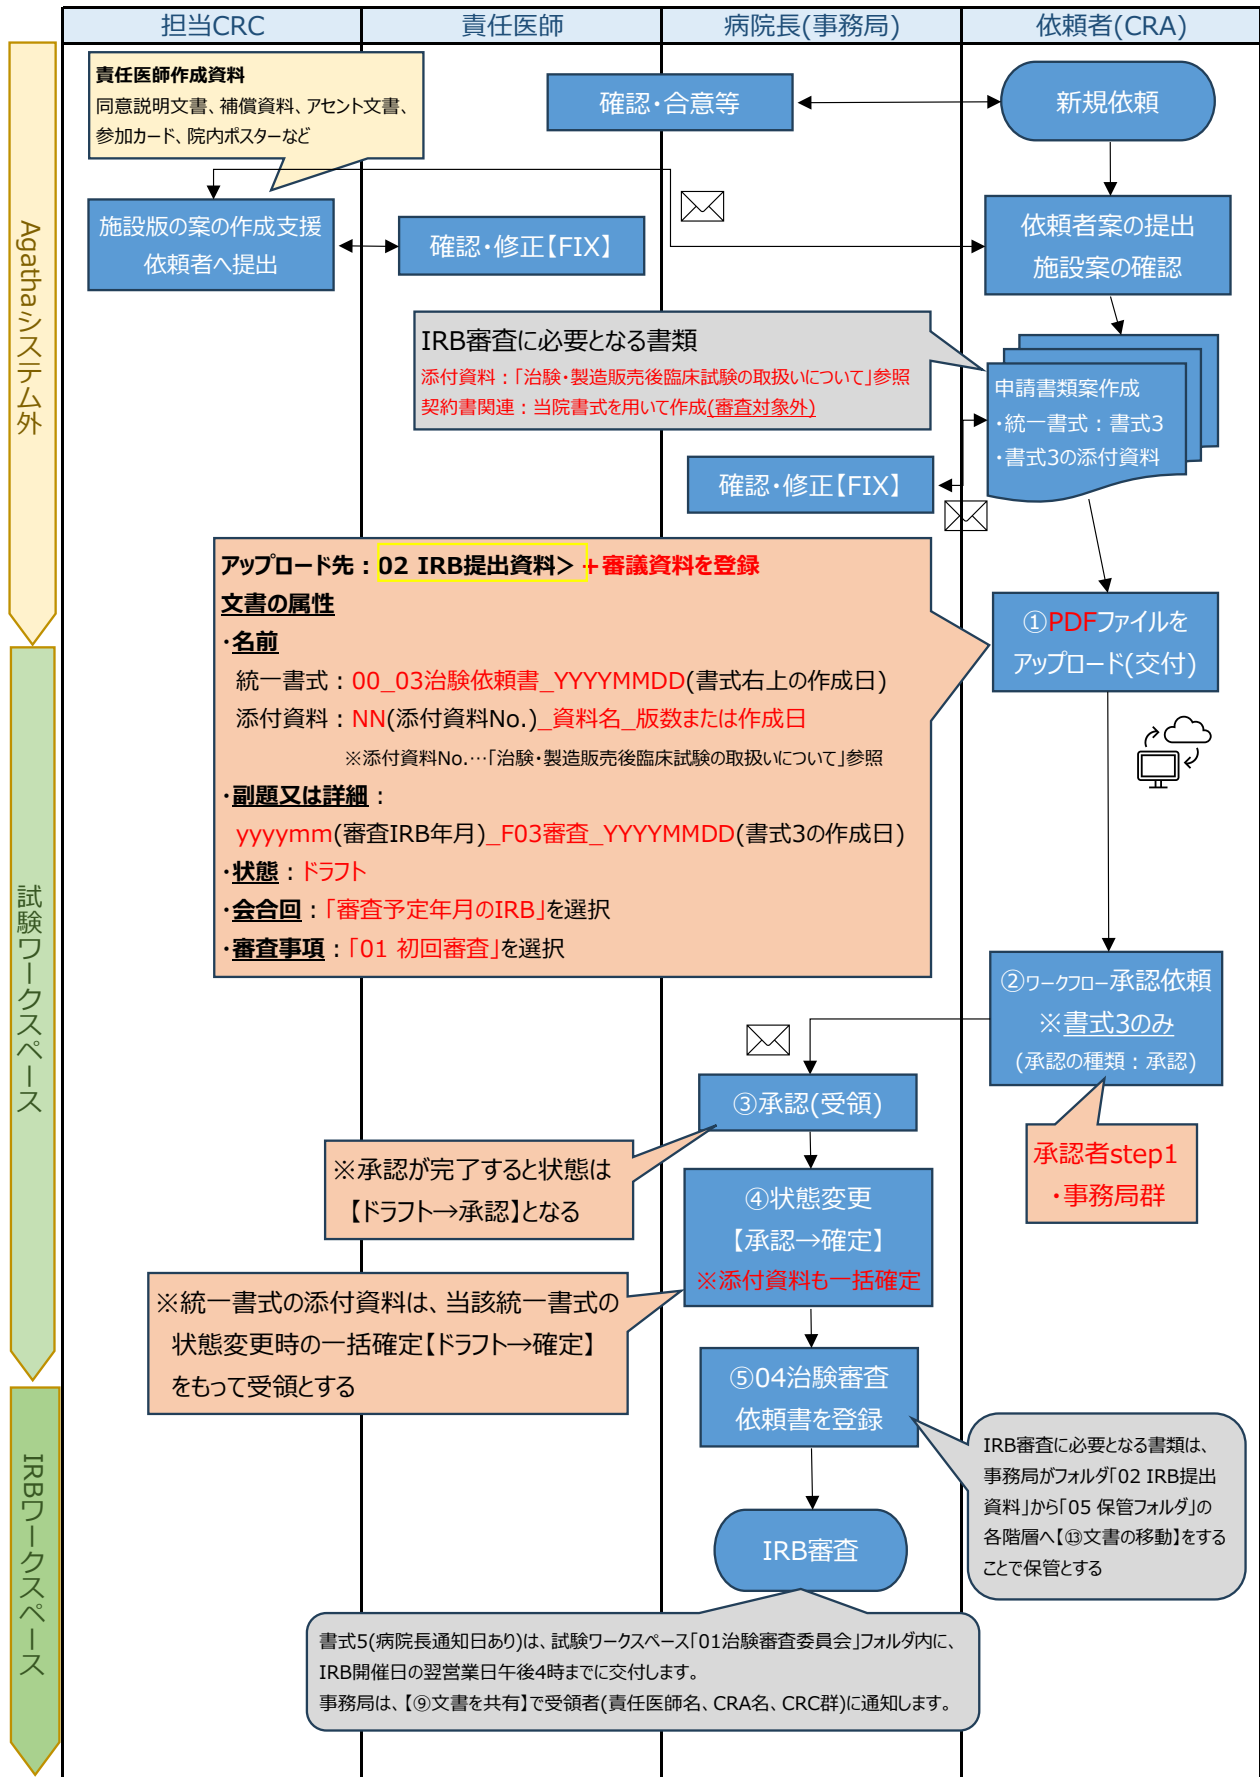 担当CRC
責任医師
病院長(事務局)
依頼者(CRA)
Agathaシステム外
試験ワークスペース
IRBワークスペース
責任医師作成資料
同意説明文書、補償資料、アセント文書、
参加カード、院内ポスターなど
確認・合意等
新規依頼
施設版の案の作成支援
依頼者へ提出
確認・修正【FIX】
依頼者案の提出
施設案の確認
IRB審査に必要となる書類
添付資料：「治験・製造販売後臨床試験の取扱いについて」参照
契約書関連：当院書式を用いて作成(審査対象外)
申請書類案作成
・統一書式：書式3
・書式3の添付資料
確認・修正【FIX】
アップロード先：02 IRB提出資料> +審議資料を登録
文書の属性
・名前
統一書式：00_03治験依頼書_YYYYMMDD(書式右上の作成日)
添付資料：NN(添付資料No.)_資料名_版数または作成日
※添付資料No.…「治験・製造販売後臨床試験の取扱いについて」参照
・副題又は詳細：
yyyymm(審査IRB年月)_F03審査_YYYYMMDD(書式3の作成日)
・状態：ドラフト
・会合回：「審査予定年月のIRB」を選択
・審査事項：「01 初回審査」を選択
①PDFファイルを
アップロード(交付)
②ワークフロー承認依頼
※書式3のみ
(承認の種類：承認)
承認者step1
・事務局群
③承認(受領)
※承認が完了すると状態は
【ドラフト→承認】となる
④状態変更
【承認→確定】
※添付資料も一括確定
※統一書式の添付資料は、当該統一書式の
状態変更時の一括確定【ドラフト→確定】
をもって受領とする
⑤04治験審査
依頼書を登録
IRB審査に必要となる書類は、
事務局がフォルダ「02 IRB提出
資料」から「05 保管フォルダ」の
各階層へ【⑬文書の移動】をする
ことで保管とする
IRB審査
書式5(病院長通知日あり)は、試験ワークスペース「01治験審査委員会」フォルダ内に、
IRB開催日の翌営業日午後4時までに交付します。
事務局は、【⑨文書を共有】で受領者(責任医師名、CRA名、CRC群)に通知します。